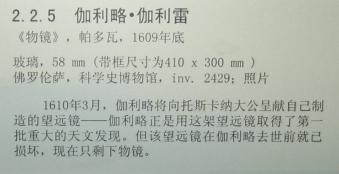 2.2.5 伽利略•伽利雷
《物镜》，帕多瓦，1609年底
玻璃，58 mm（带框尺寸为410 x 300 mm ）
佛罗伦萨，科学史博物馆，inv. 2429；照片
1610年3月，伽利略将向托斯卡纳大公呈献自己制
造的望远镜——伽利略正是用这架望远镜取得了第一
批重大的天文发现。但该望远镜在伽利略去世前就已
损坏，现在只剩下物镜。